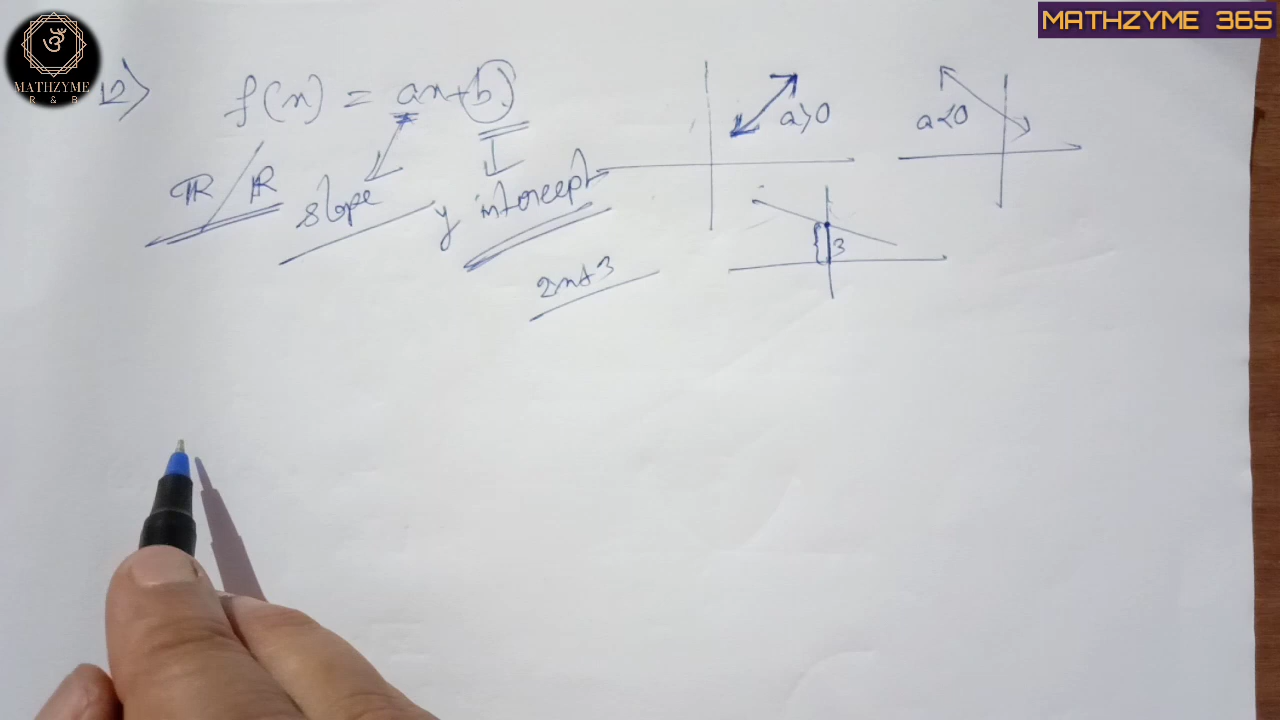 MATHZYME 365
ॐ
MATHZYME
R & B
12)
f(x) = ax+b
a>0
a<0
R/R
slope
y intercept
3
2x+3